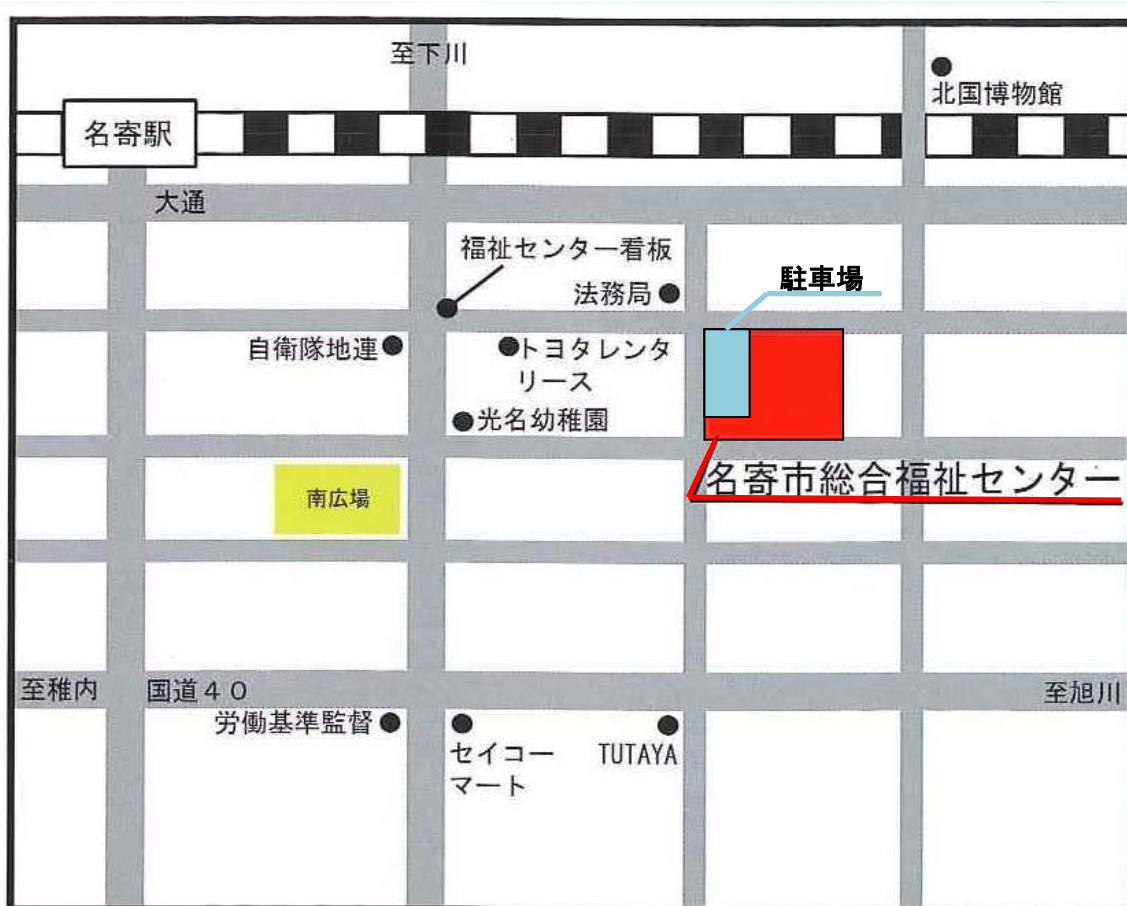 至下川
北国博物館
名寄駅
大通
福祉センター看板
駐車場
法務局
自衛隊地連
トヨタレンタ
リース
光名幼稚園
名寄市総合福祉センター
南広場
至稚内
国道40
至旭川
労働基準監督
セイコー
マート
TUTAYA